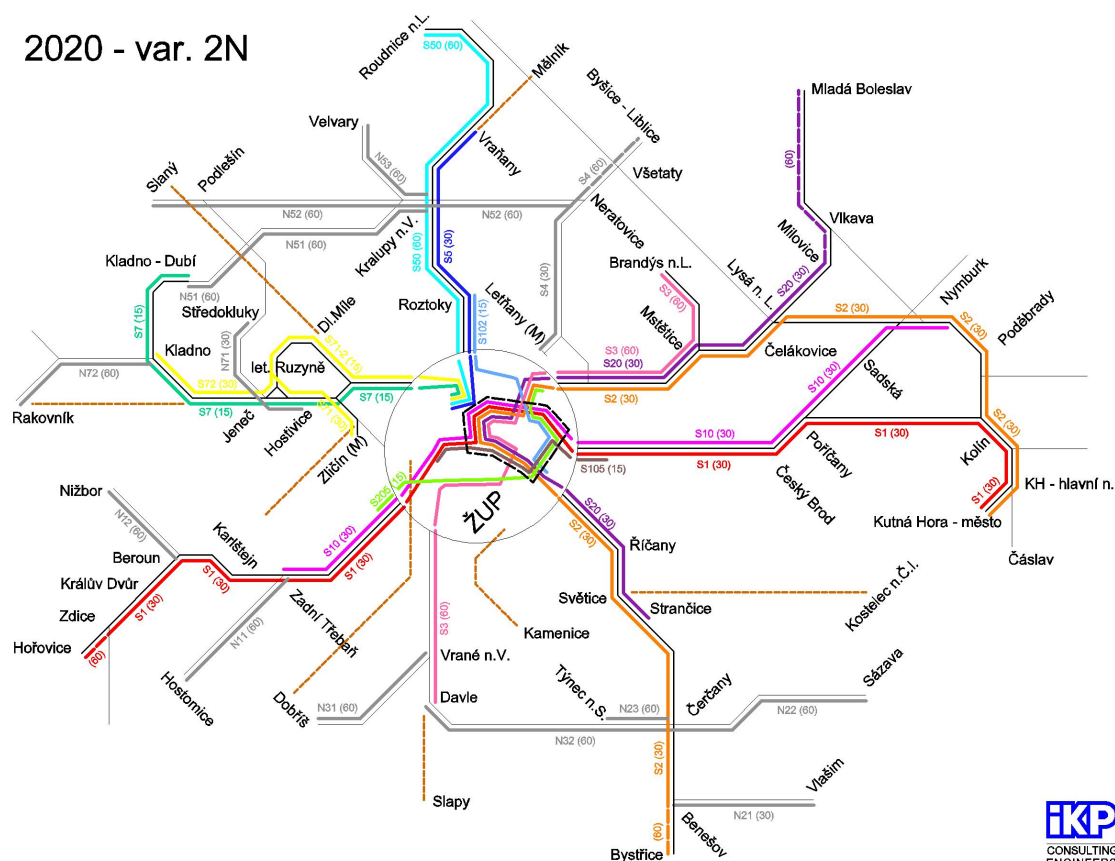 2020 - var. 2N
Roudnice n.L.
S50 (60)
Mělník
Byšice - Liblice
Mladá Boleslav
Velvary
N53 (60)
Vraňany
S4 (60)
Všetaty
(60)
Slaný
Podlešín
N52 (60)
N52 (60)
Neratovice
Vlkava
Milovice
N51 (60)
Kralupy n.V.
S50 (60)
S5 (30)
Brandýs n.L.
Lysá n. L.
S20 (30)
Nymburk
Kladno - Dubí
N51 (60)
Roztoky
S102 (15)
Letňany (M)
S4 (30)
S3 (60)
Mstětice
S2 (30)
S2 (30)
Poděbrady
Středokluky
Dl.Míle
S7 (15)
Kladno
N71 (30)
let. Ruzyně
S71-2 (15)
S3 (60)
S20 (30)
Čelákovice
N72 (60)
S72 (30)
S7 (15)
S2 (30)
S10 (30)
Sadská
Rakovník
S7 (15)
Jeneč
Hostivice
S71 (30)
Zličín (M)
S10 (30)
S1 (30)
S105 (15)
Poříčany
S1 (30)
S2 (30)
Kolín
Český Brod
S1 (30)
KH - hlavní n.
Kutná Hora - město
Čáslav
Nižbor
N12 (60)
S205 (15)
ŽUP
S20 (30)
S2 (30)
Karlštejn
S10 (30)
Říčany
Beroun
Králův Dvůr
S1 (30)
S1 (30)
Zdice
S1 (30)
Hořovice
(60)
N11 (60)
Zadní Třebaň
S3 (60)
Kamenice
Světice
Strančice
Kostelec n.Č.l.
Hostomice
Dobříš
Vrané n.V.
N31 (60)
Davle
Týnec n.S.
N23 (60)
Čerčany
Sázava
N22 (60)
N32 (60)
S2 (30)
Slapy
Vlašim
N21 (30)
(60)
Benešov
Bystřice
iKP
CONSULTING
ENGINEERS